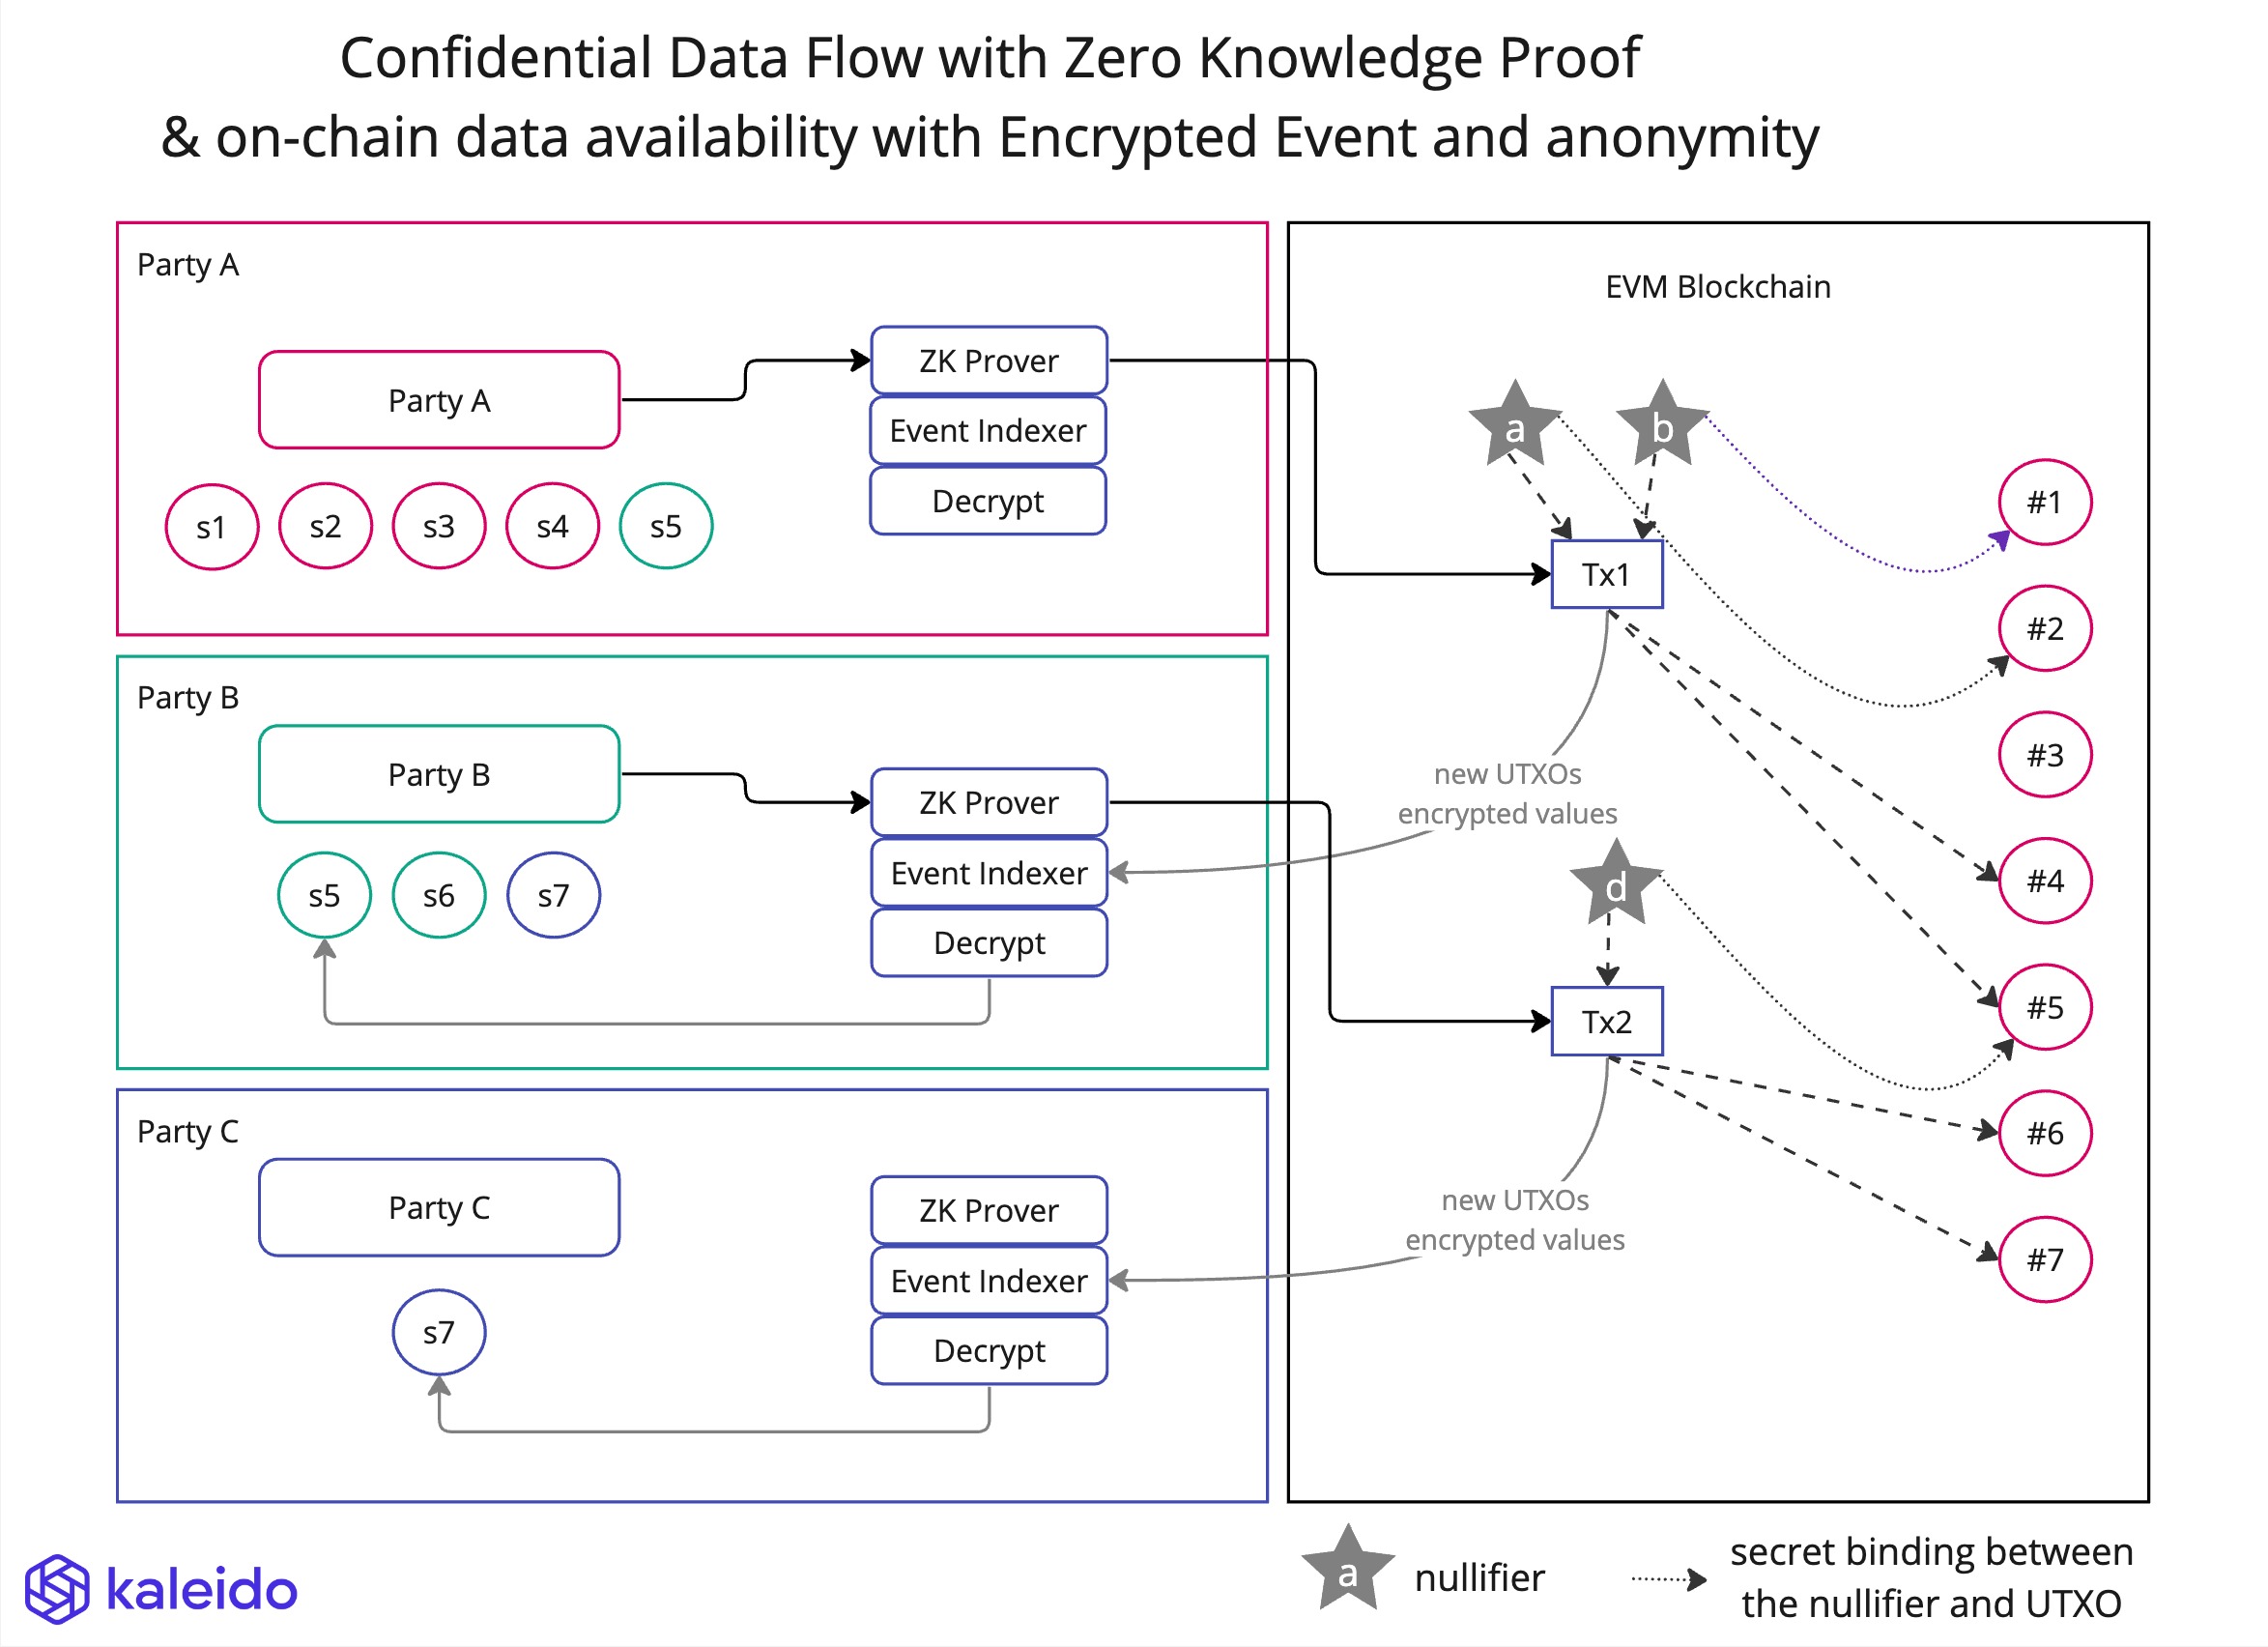 Confidential Data Flow with Zero Knowledge Proof
& on-chain data availability with Encrypted Event and anonymity
Party A
Party A
s1
s2
s3
s4
s5
ZK Prover
Event Indexer
Decrypt
Party B
Party B
s5
s6
s7
ZK Prover
Event Indexer
Decrypt
Party C
Party C
s7
ZK Prover
Event Indexer
Decrypt
EVM Blockchain
a
b
Tx1
new UTXOs
encrypted values
d
Tx2
new UTXOs
encrypted values
#1
#2
#3
#4
#5
#6
#7
kaleido
a
nullifier
secret binding between
the nullifier and UTXO